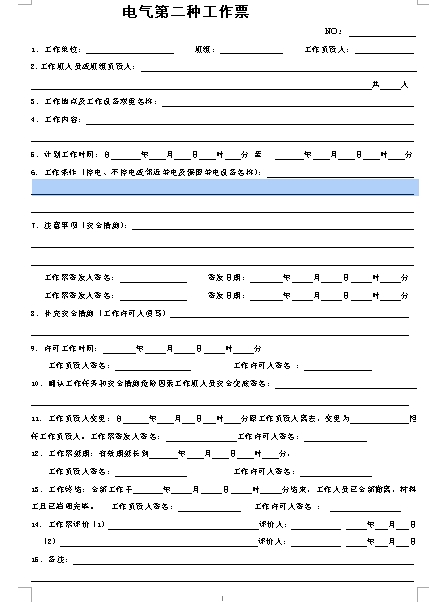 电气第二种工作票
NO:
1. 工作单位: 班组: 工作负责人:
2. 工作班人员或班组负责人:
共 人
3. 工作地点及工作设备双重名称:
4. 工作内容:
5. 计划工作时间: 自 年 月 日 时 分 至 年 月 日 时 分
6. 工作条件 (停电、不停电或邻近带电及保留带电设备名称):
7. 注意事项 (安全措施):
工作票签发人签名: 签发日期: 年 月 日 时 分
工作票签发人签名: 签发日期: 年 月 日 时 分
8. 补充安全措施 (工作许可人填写)
9. 许可工作时间: 年 月 日 时 分
工作负责人签名: 工作许可人签名 :
10. 确认工作任务和安全措施危险因素工作班人员安全交底签名:
11. 工作负责人变更: 自 年 月 日 时 分原工作负责人离去, 变更为 担
任工作负责人。工作票签发人签名: 工作许可人签名:
12. 工作票延期: 有效期延长到 年 月 日 时 分,
工作负责人签名: 工作许可人签名:
13. 工作终结: 全部工作于 年 月 日 时 分结束, 工作人员已全部撤离, 材料
工具已清理完毕。 工作负责人签名: 工作许可人签名 :
14. 工作票评价 (1) 评价人: 年 月 日
(2) 评价人: 年 月 日
15. 备注: